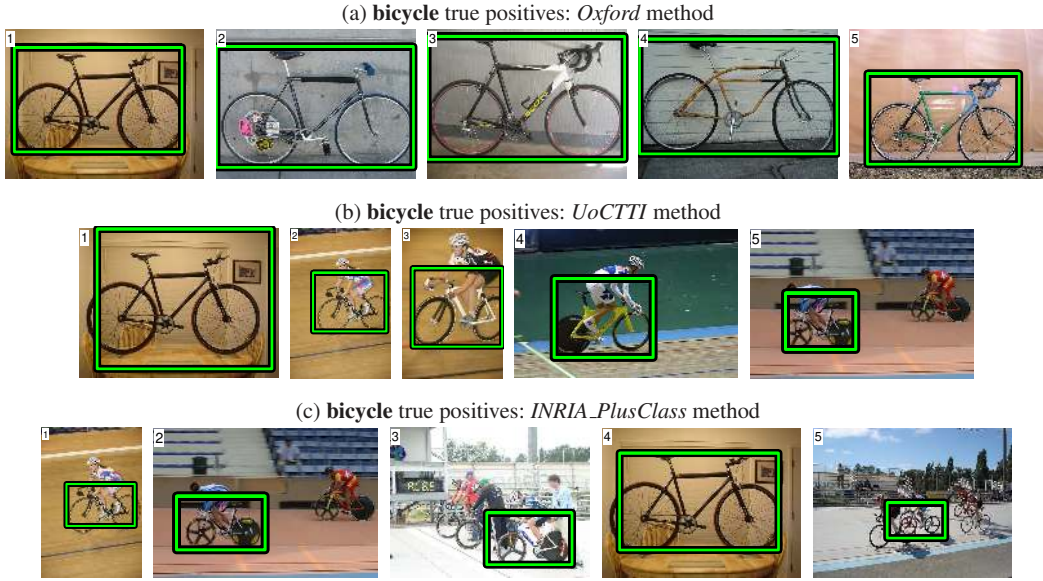 (a) bicycle true positives: Oxford method
1 2 3 4 5
(b) bicycle true positives: UoCTTI method
1 2 3 4 5
(c) bicycle true positives: INRIA_PlusClass method
1 2 3 4 5